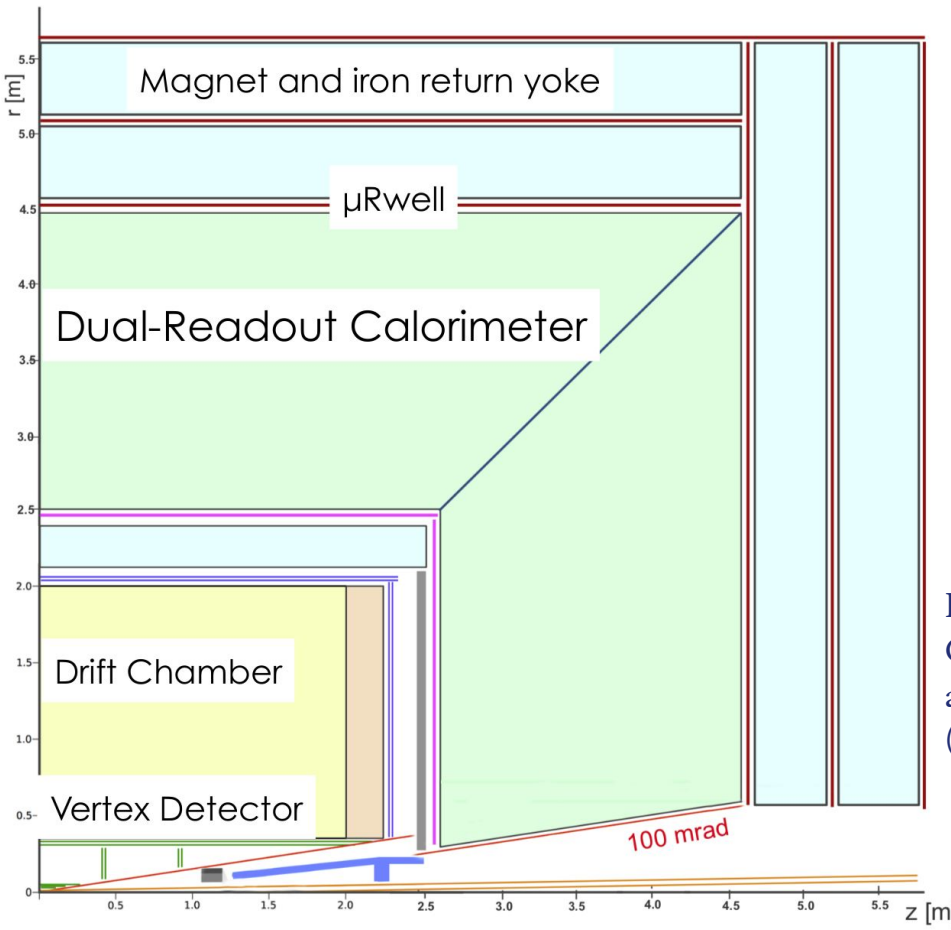 5.5
r [m]
Magnet and iron return yoke
5.0
µRwell
4.5
4.0
Dual-Readout Calorimeter
3.5
3.0
2.5
2.0
Drift Chamber
1.5
1.0
Vertex Detector
0.5
100 mrad
0
0.5 1.0 1.5 2.0 2.5 3.0 3.5 4.0 4.5 5.0 5.5
z [m